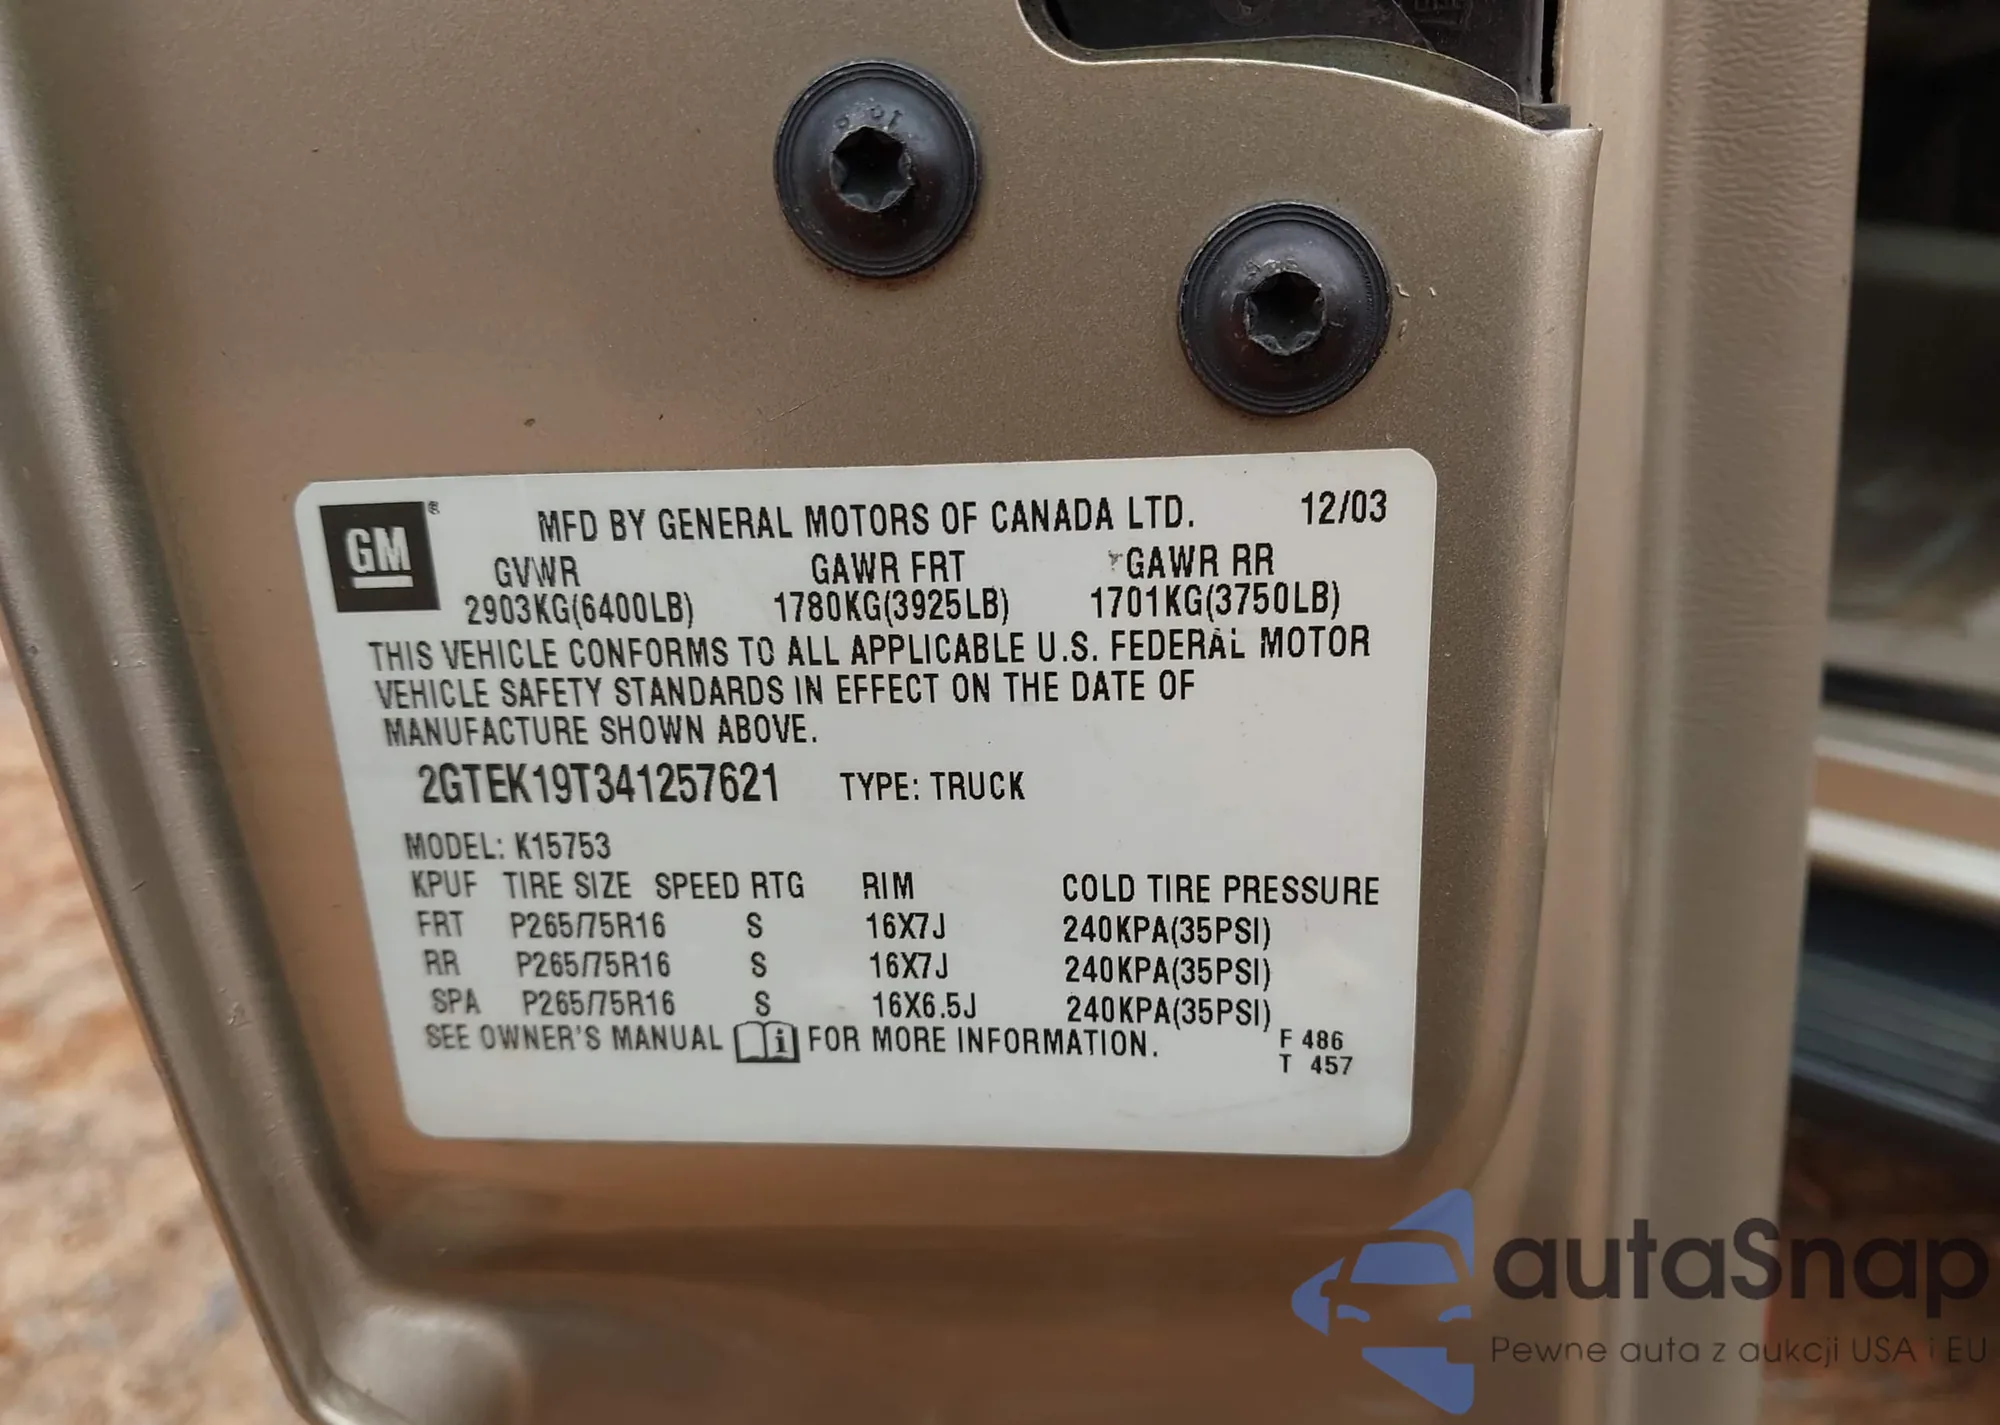 GM®
MFD BY GENERAL MOTORS OF CANADA LTD. 12/03
GVWR GAWR FRT GAWR RR
2903KG(6400LB) 1780KG(3925LB) 1701KG(3750LB)
THIS VEHICLE CONFORMS TO ALL APPLICABLE U.S. FEDERAL MOTOR
VEHICLE SAFETY STANDARDS IN EFFECT ON THE DATE OF
MANUFACTURE SHOWN ABOVE.
2GTEK19T341257621 TYPE: TRUCK
MODEL: K15753
KPUF TIRE SIZE SPEED RTG RIM COLD TIRE PRESSURE
FRT P265/75R16 S 16X7J 240KPA(35PSI)
RR P265/75R16 S 16X7J 240KPA(35PSI)
SPA P265/75R16 S 16X6.5J 240KPA(35PSI)
SEE OWNER'S MANUAL i FOR MORE INFORMATION.
F 486
T 457
autaSnap
Pewne auta z aukcji USA i EU